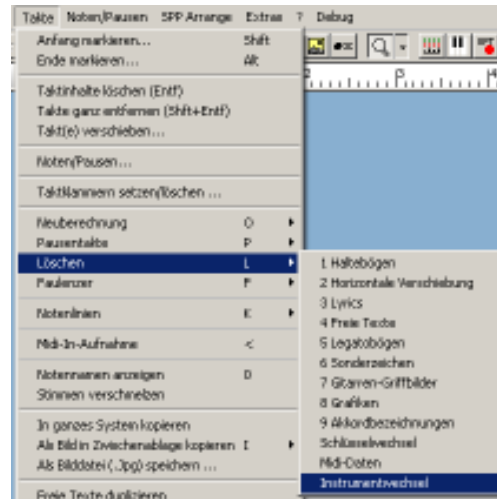 Takte Noten/Pausen SPP Arrange Extras ? Debug
Anfang markieren... Shift
Ende markieren... Alt
Taktinhalte löschen (Entf)
Takte ganz entfernen (Shft+Entf)
Takt(e) verschieben...
Noten/Pausen...
Taktklammern setzen/löschen ...
Neuberechnung O
Pausentakte P
Löschen L
Faulenzer F
Notenlinien K
Midi-In-Aufnahme <
Notennamen anzeigen D
Stimmen verschmelzen
In ganzes System kopieren
Als Bild in Zwischenablage kopieren I
Als Bilddatei (.jpg) speichern ...
Freie Texte duplizieren
1 Haltebögen
2 Horizontale Verschiebung
3 Lyrics
4 Freie Texte
5 Legatobögen
6 Sonderzeichen
7 Gitarren-Griffbilder
8 Grafiken
9 Akkordbezeichnungen
Schlüsselwechsel
Midi-Daten
Instrumentwechsel